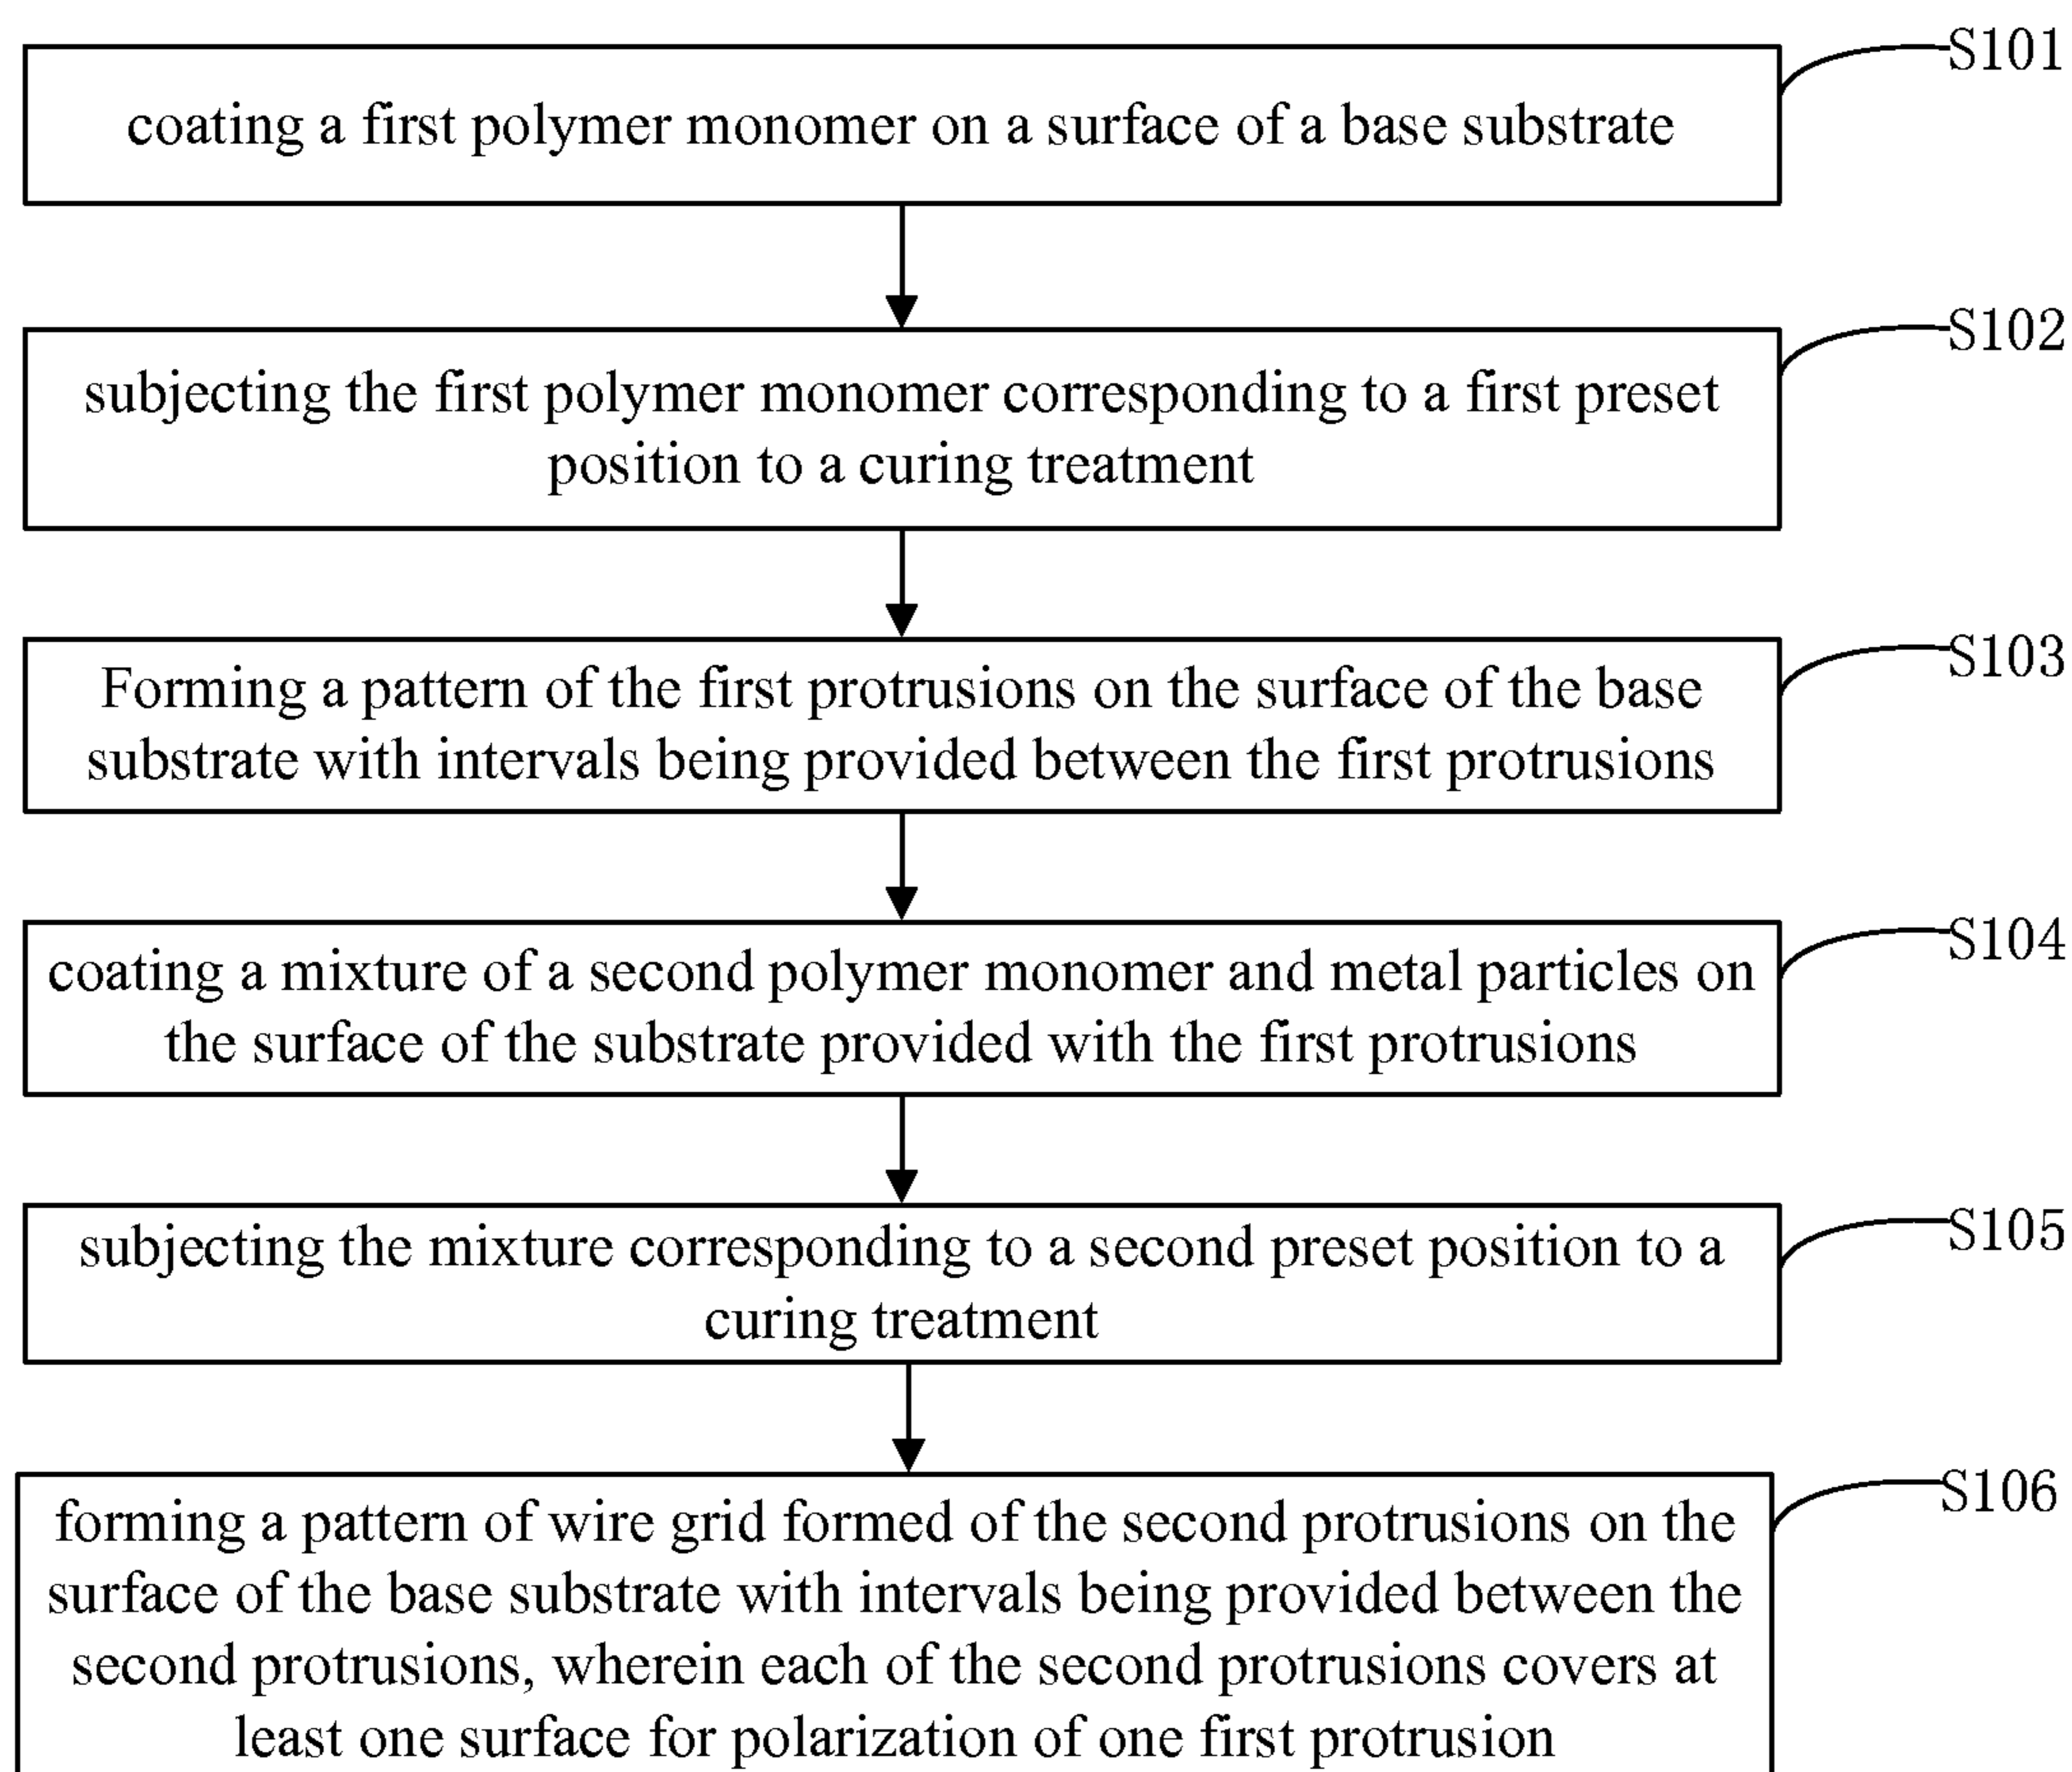 S101
coating a first polymer monomer on a surface of a base substrate
S102
subjecting the first polymer monomer corresponding to a first preset
position to a curing treatment
S103
Forming a pattern of the first protrusions on the surface of the base
substrate with intervals being provided between the first protrusions
S104
coating a mixture of a second polymer monomer and metal particles on
the surface of the substrate provided with the first protrusions
S105
subjecting the mixture corresponding to a second preset position to a
curing treatment
S106
forming a pattern of wire grid formed of the second protrusions on the
surface of the base substrate with intervals being provided between the
second protrusions, wherein each of the second protrusions covers at
least one surface for polarization of one first protrusion